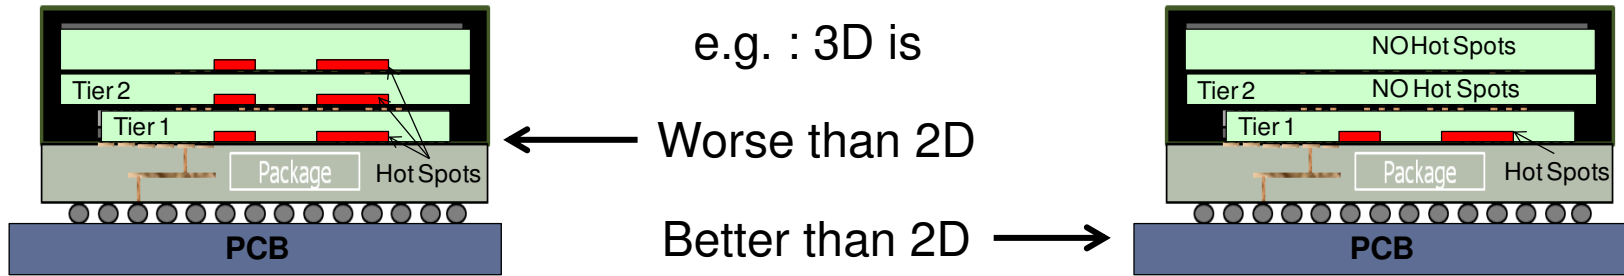 Tier 2
Tier 1
Hot Spots
Package
PCB
e.g. : 3D is
Worse than 2D
Better than 2D
NO Hot Spots
Tier 2
NO Hot Spots
Tier 1
Hot Spots
Package
PCB